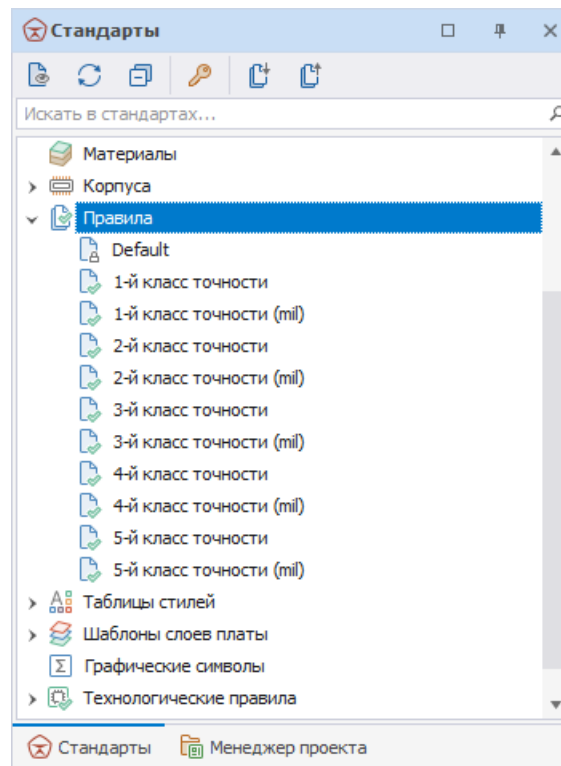 Стандарты
Искать в стандартах...
Материалы
Корпуса
Правила
Default
1-й класс точности
1-й класс точности (mil)
2-й класс точности
2-й класс точности (mil)
3-й класс точности
3-й класс точности (mil)
4-й класс точности
4-й класс точности (mil)
5-й класс точности
5-й класс точности (mil)
Таблицы стилей
Шаблоны слоев платы
Графические символы
Технологические правила
Стандарты Менеджер проекта